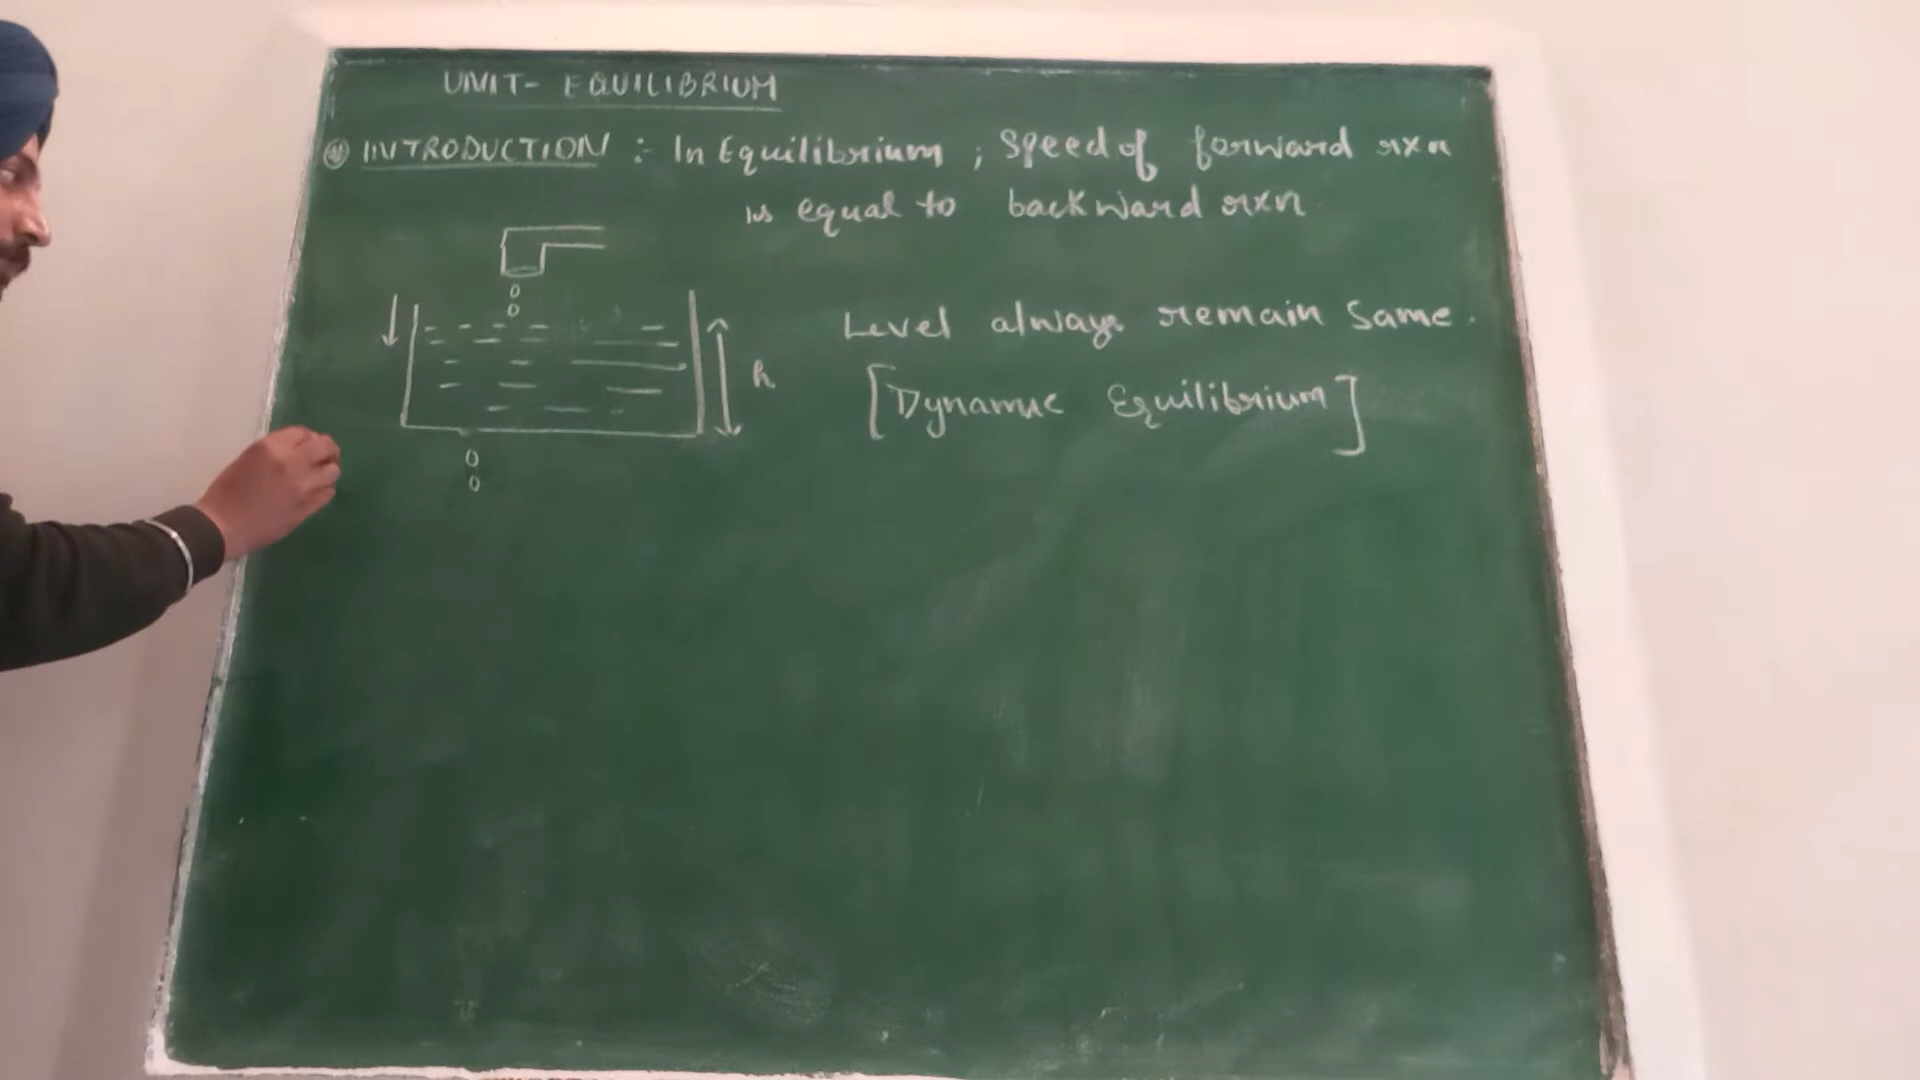 UNIT- EQUILIBRIUM
INTRODUCTION :- In Equilibrium ; Speed of forward rxn
is equal to backward rxn
Level always remain Same.
h
[Dynamic Equilibrium]